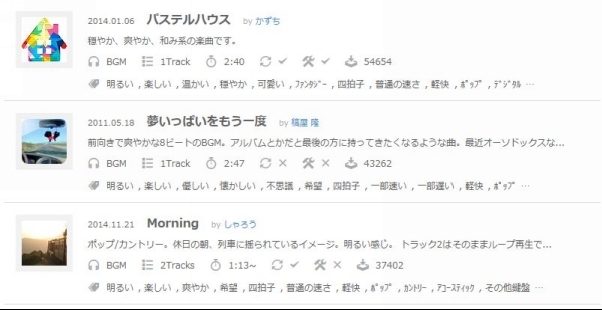 2014.01.06 パステルハウス by かずち
穏やか、爽やか、和み系の楽曲です。
BGM 1Track 2:40 54654
明るい , 楽しい , 温かい , 穏やか , 可愛い , ﾌｧﾝﾀｼﾞｰ , 四拍子 , 普通の速さ , 軽快 , ﾎﾟｯﾌﾟ , ﾃﾞｼﾞﾀﾙ …
2011.05.18 夢いっぱいをもう一度 by 稿屋 隆
前向きで爽やかな8ビートのBGM。アルバムとかだと最後の方に持ってきたくなるような曲。最近オーソドックスな...
BGM 1Track 2:47 43262
明るい , 楽しい , 優しい , 懐かしい , 不思議 , 希望 , 四拍子 , 一部速い , 一部遅い , 軽快 , ﾎﾟｯﾌﾟ …
2014.11.21 Morning by しゃろう
ポップ/カントリー。休日の朝、列車に揺られているイメージ。明るい感じ。 トラック2はそのままループ再生で...
BGM 2Tracks 1:13~ 37402
明るい , 楽しい , 爽やか , 希望 , 四拍子 , 普通の速さ , 軽快 , ﾎﾟｯﾌﾟ , ｶﾝﾄﾘｰ , ｱｺｰｽﾃｨｯｸ , その他鍵盤 …